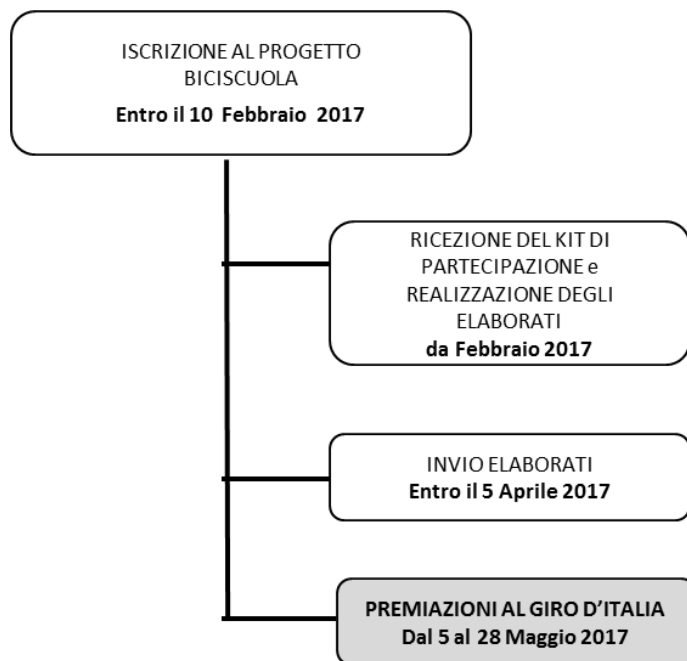 ISCRIZIONE AL PROGETTO
BICISCUOLA
Entro il 10 Febbraio 2017
RICEZIONE DEL KIT DI
PARTECIPAZIONE e
REALIZZAZIONE DEGLI
ELABORATI
da Febbraio 2017
INVIO ELABORATI
Entro il 5 Aprile 2017
PREMIAZIONI AL GIRO D'ITALIA
Dal 5 al 28 Maggio 2017